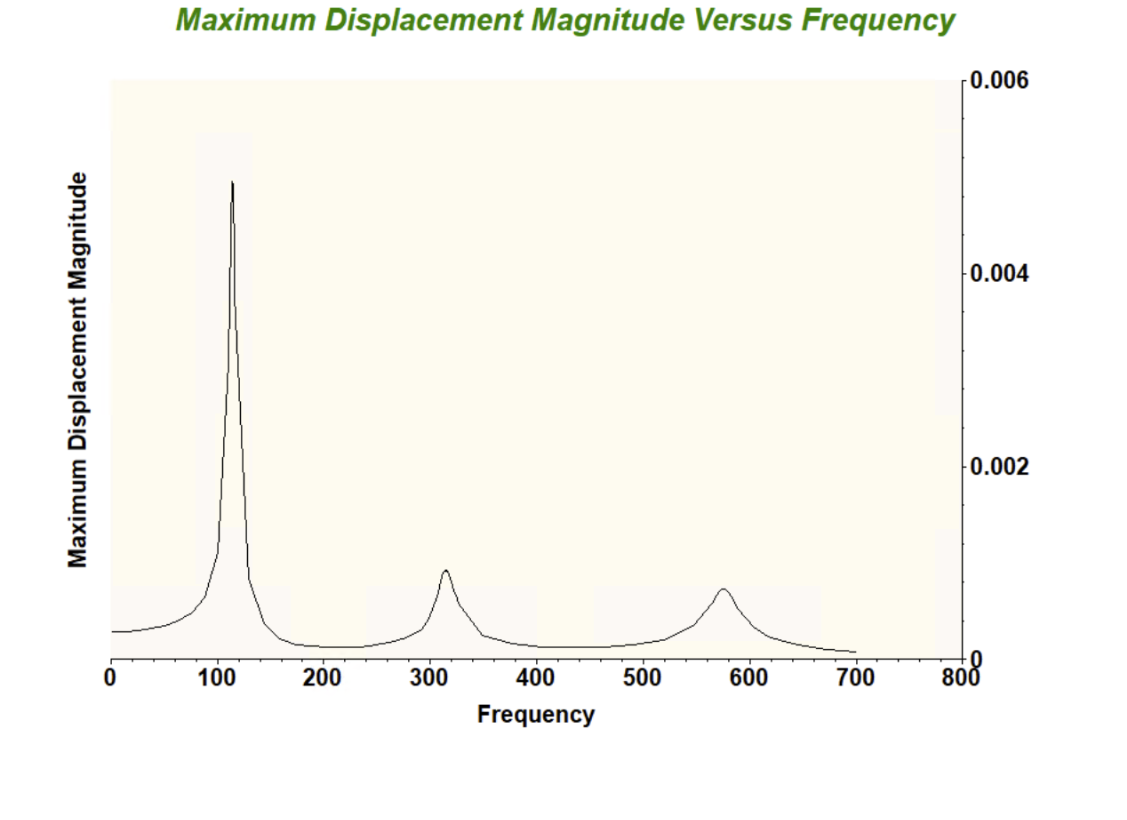 Maximum Displacement Magnitude Versus Frequency
0.006
0.004
0.002
0
Maximum Displacement Magnitude
0 100 200 300 400 500 600 700 800
Frequency